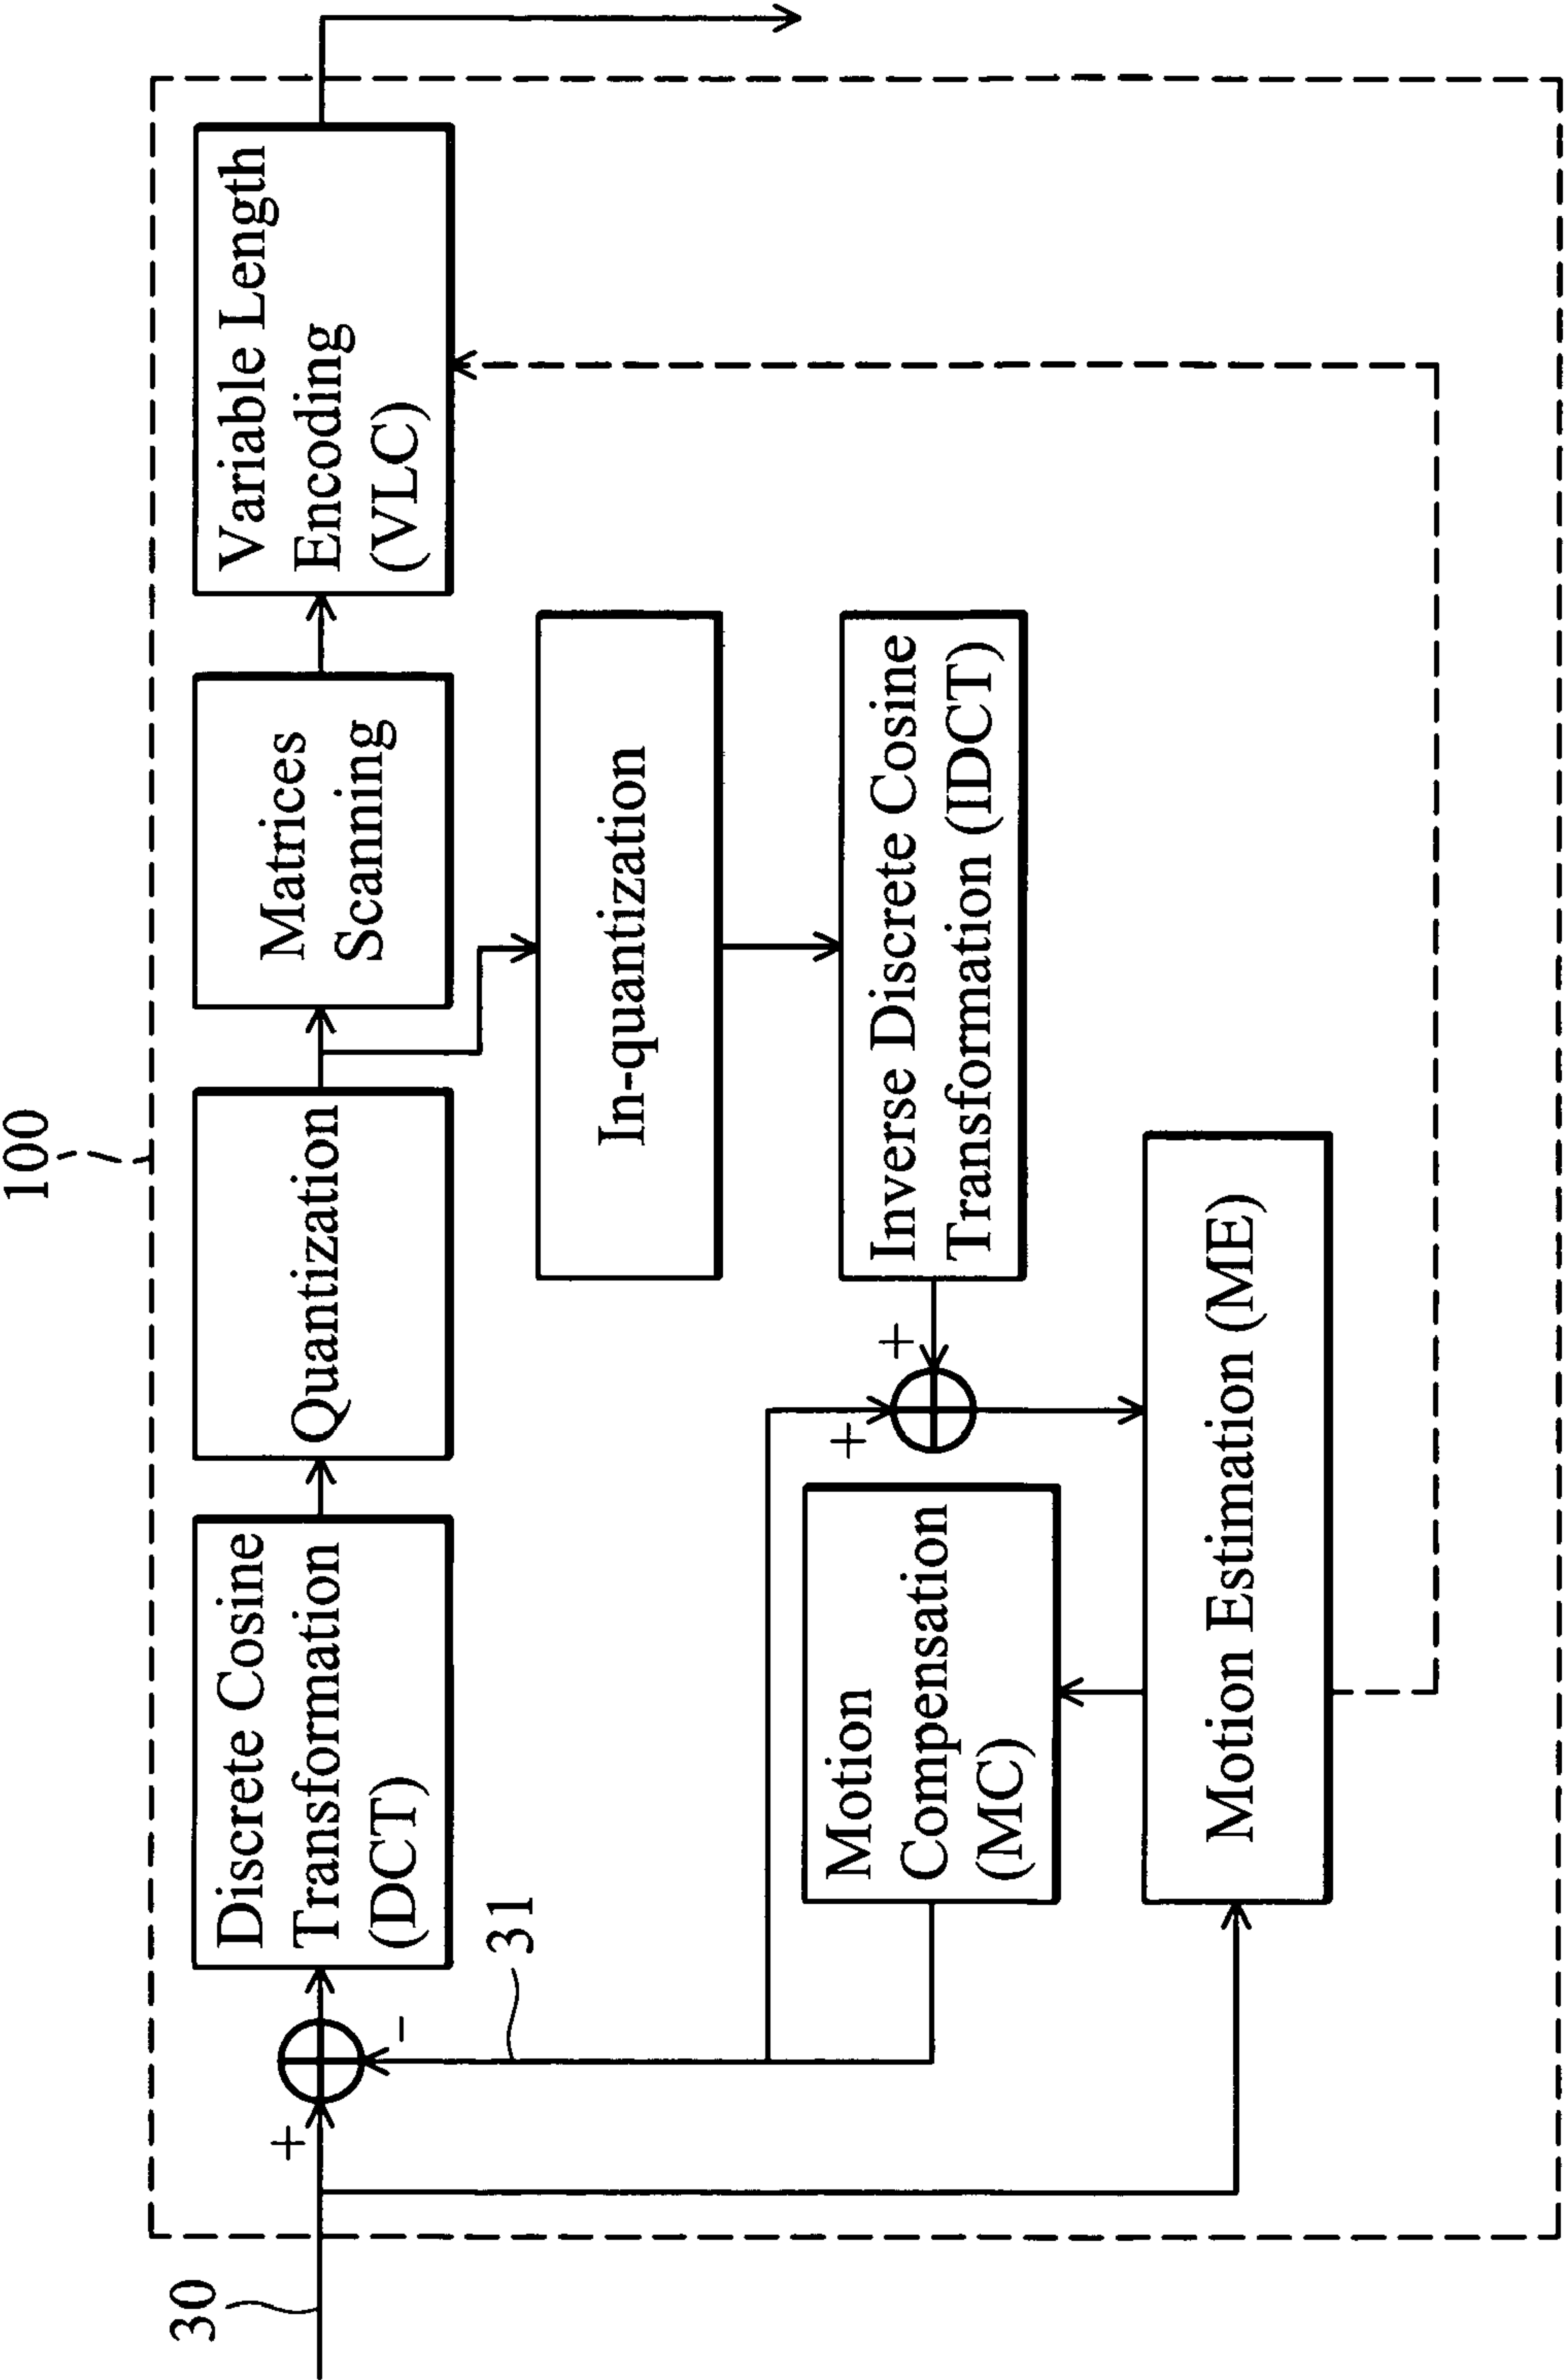 100
30
+
-
31
Discrete Cosine
Transformation
(DCT)
Quantization
Matrices
Scanning
Variable Length
Encoding
(VLC)
In-quantization
Inverse Discrete Cosine
Transformation (IDCT)
+
+
Motion
Compensation
(MC)
Motion Estimation (ME)